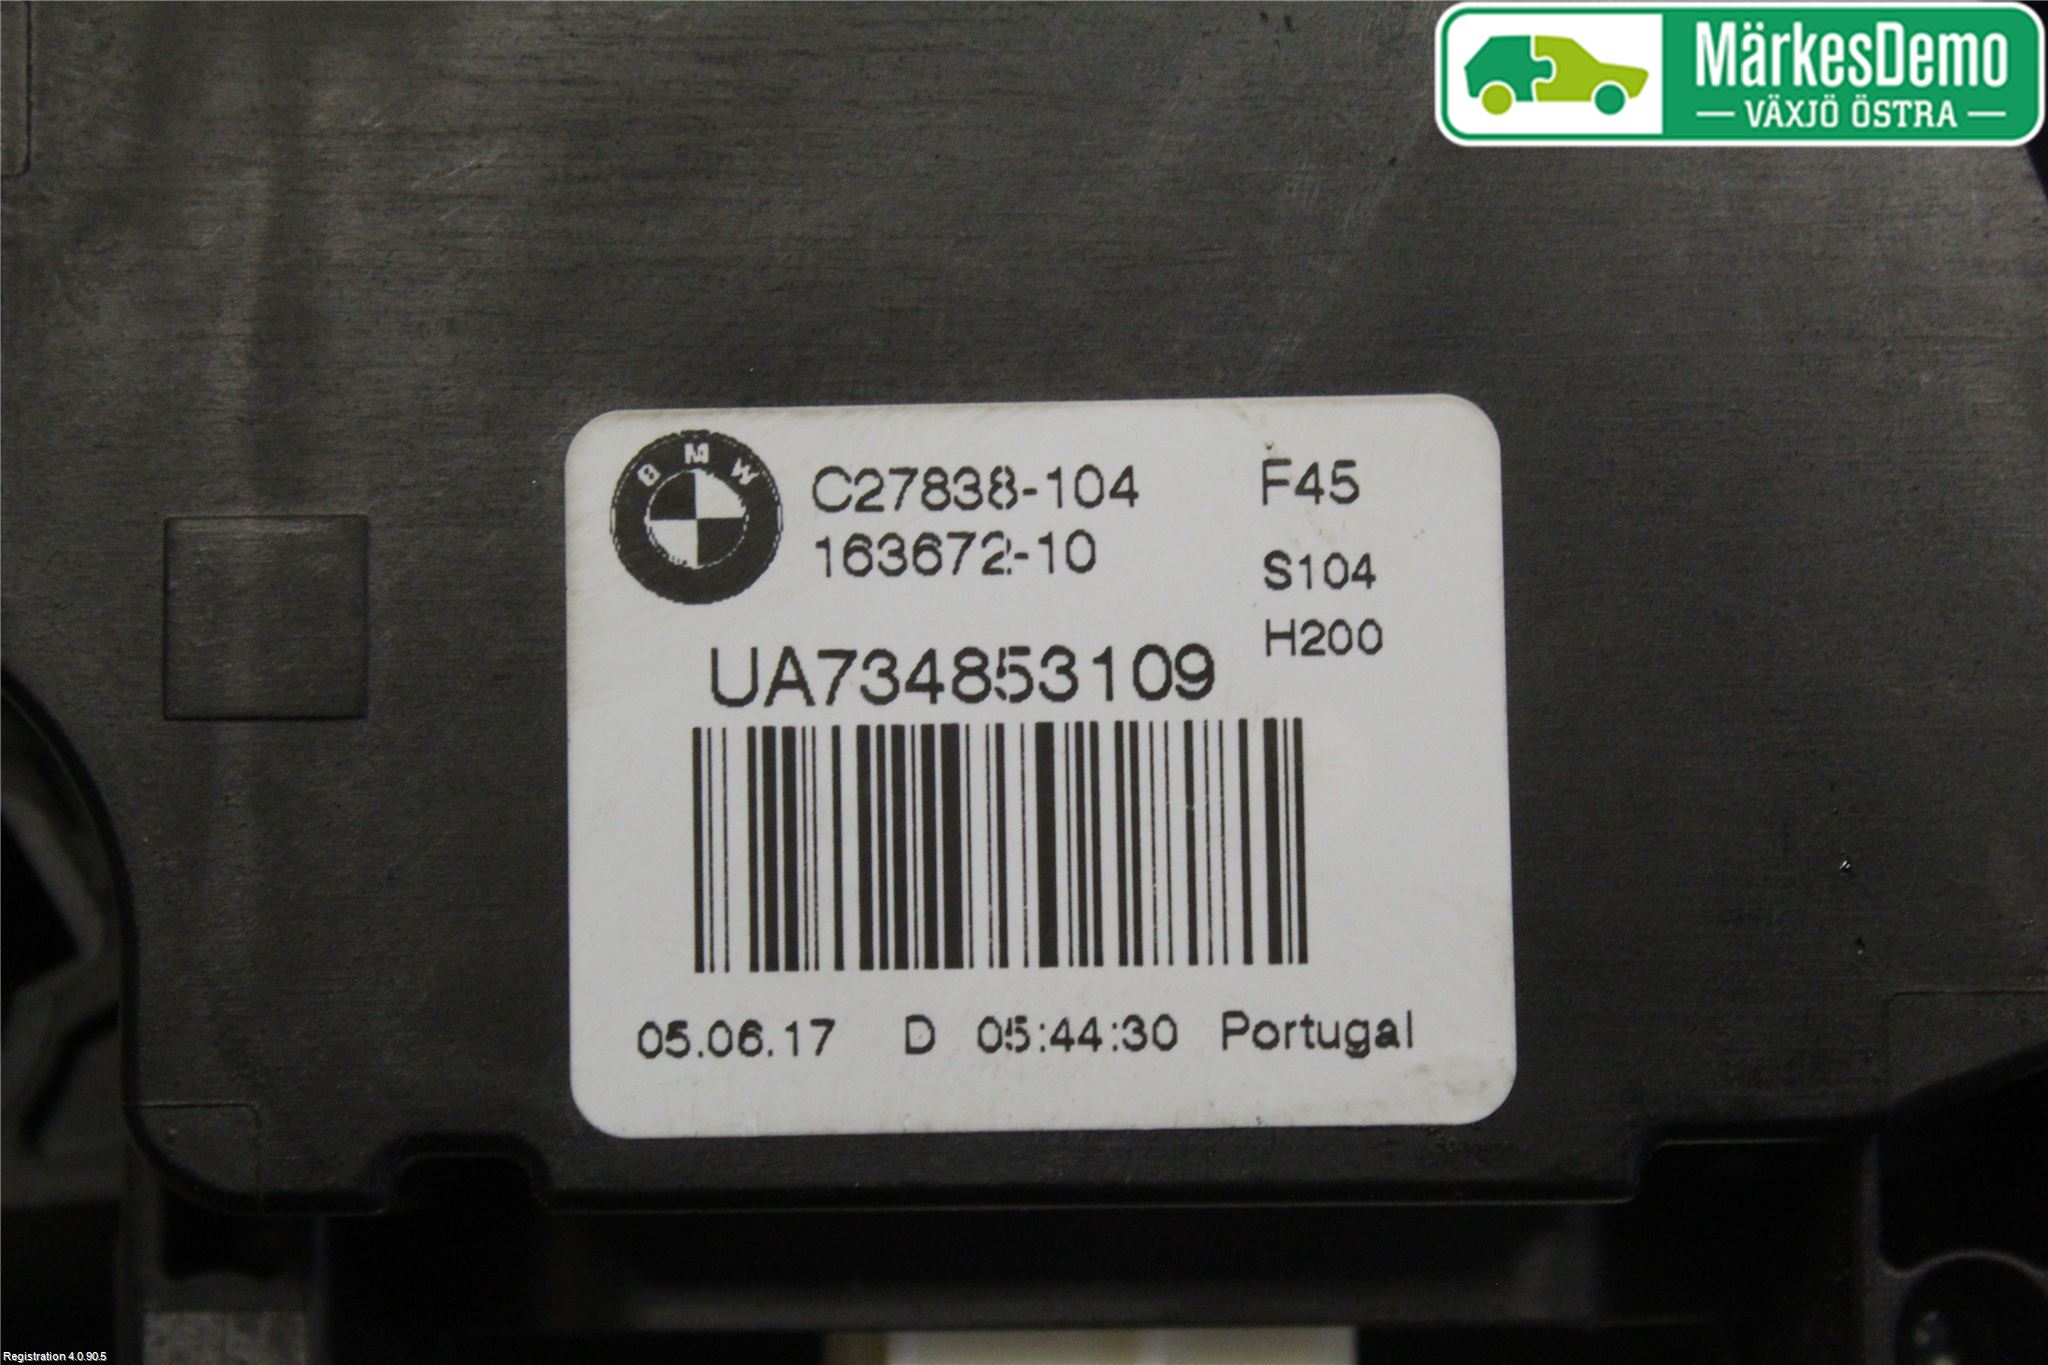 MärkesDemo
VÄXJÖ ÖSTRA
BMW
C27838-104
F45
163672-10
S104
H200
UA734853109
05.06.17 D 05:44:30 Portugal
Registration 4.0.90.5